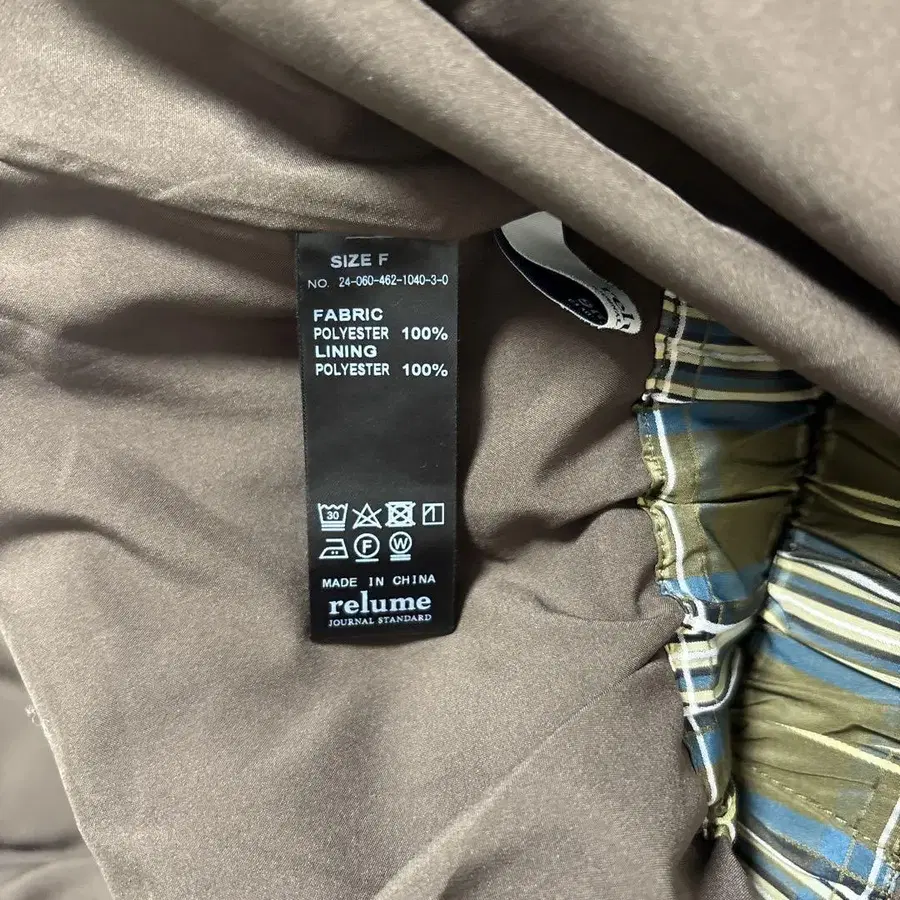 SIZE F
NO. 24-060-462-1040-3-0
FABRIC
POLYESTER 100%
LINING
POLYESTER 100%
30
F
W
MADE IN CHINA
relume
JOURNAL STANDARD